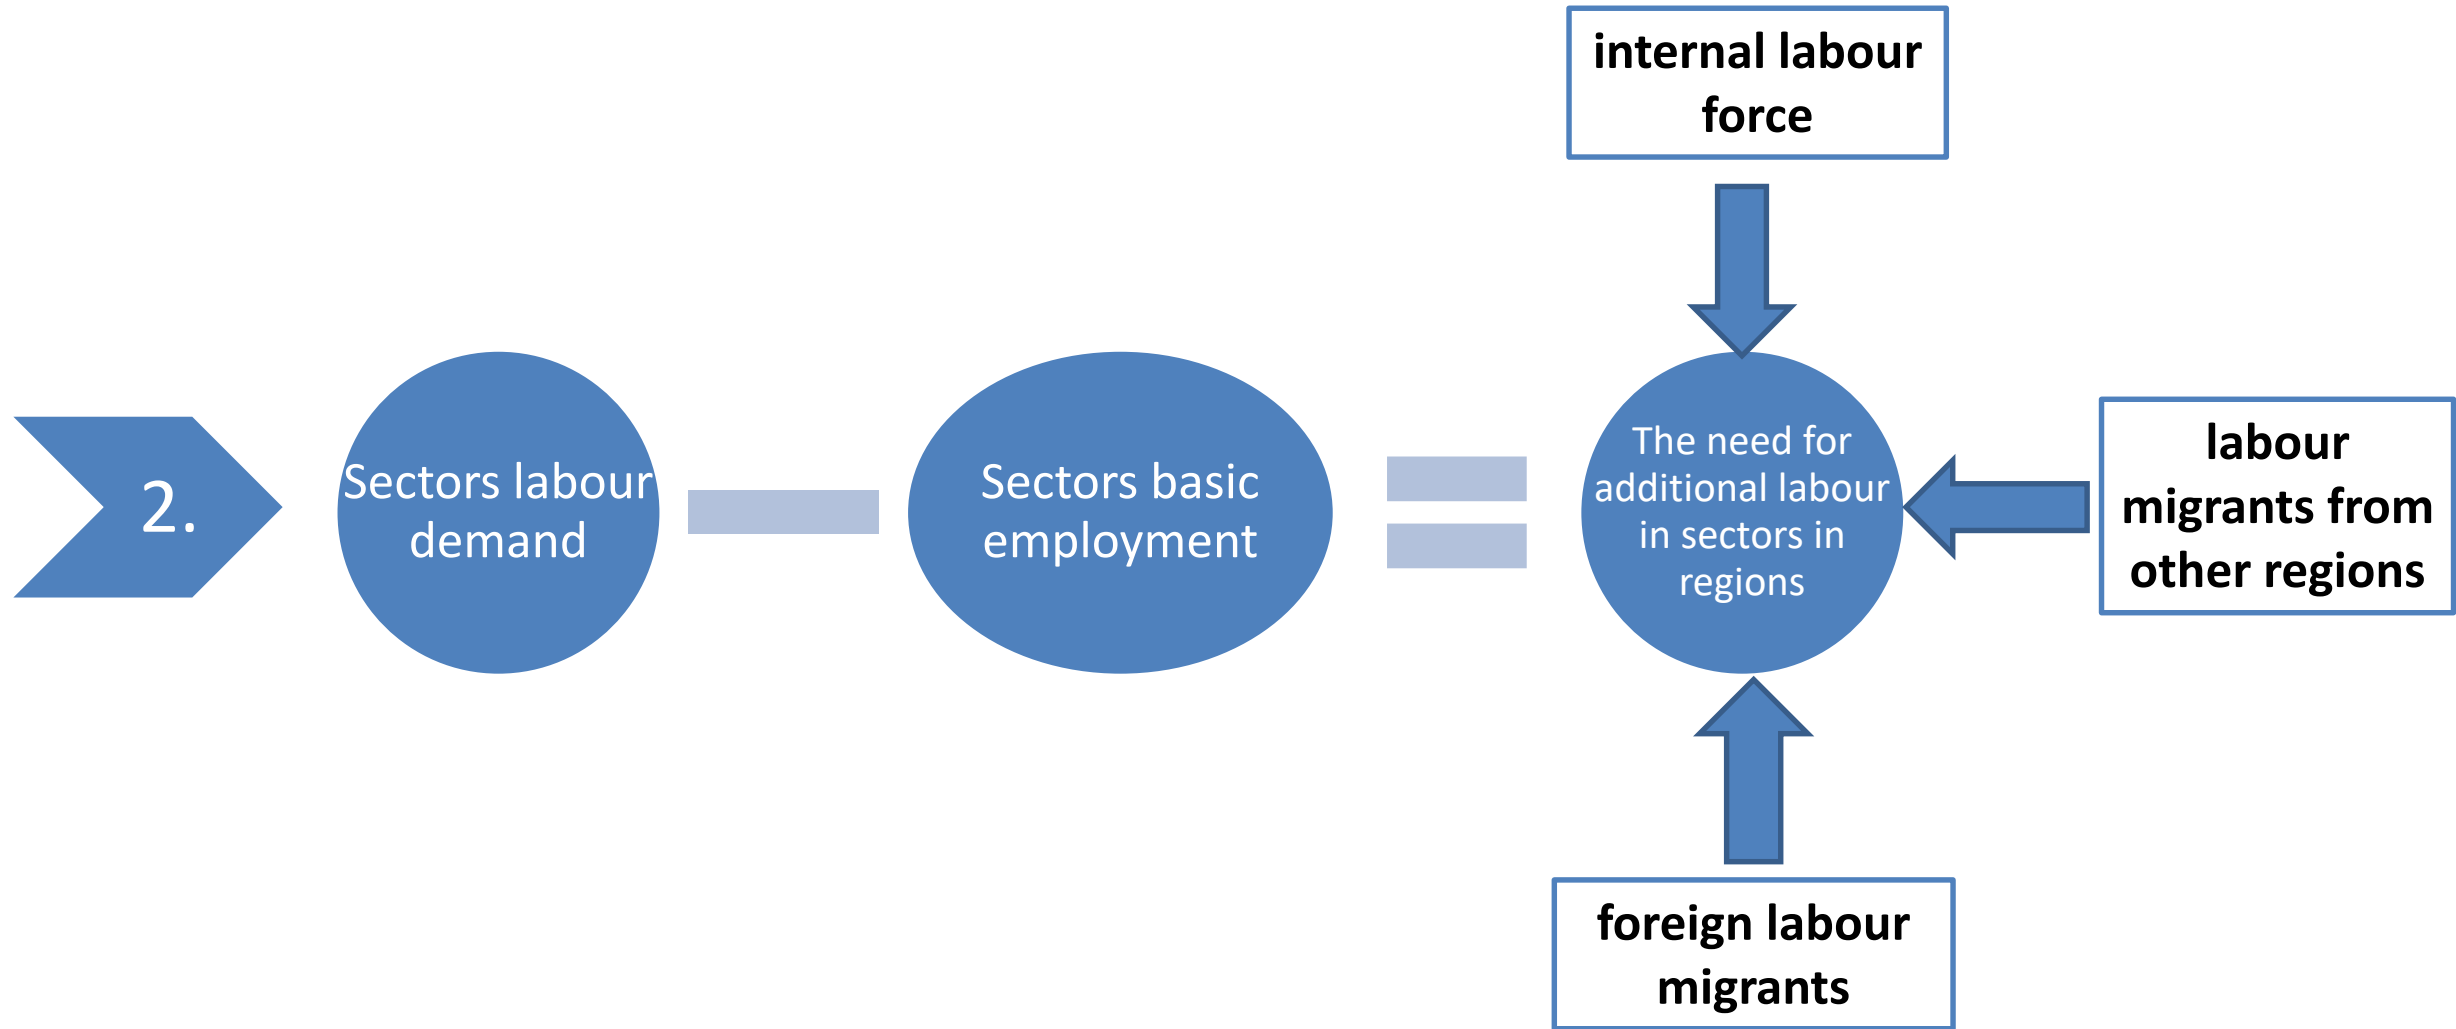 internal labour
force
2.
Sectors labour
demand
Sectors basic
employment
The need for
additional labour
in sectors in
regions
labour
migrants from
other regions
foreign labour
migrants